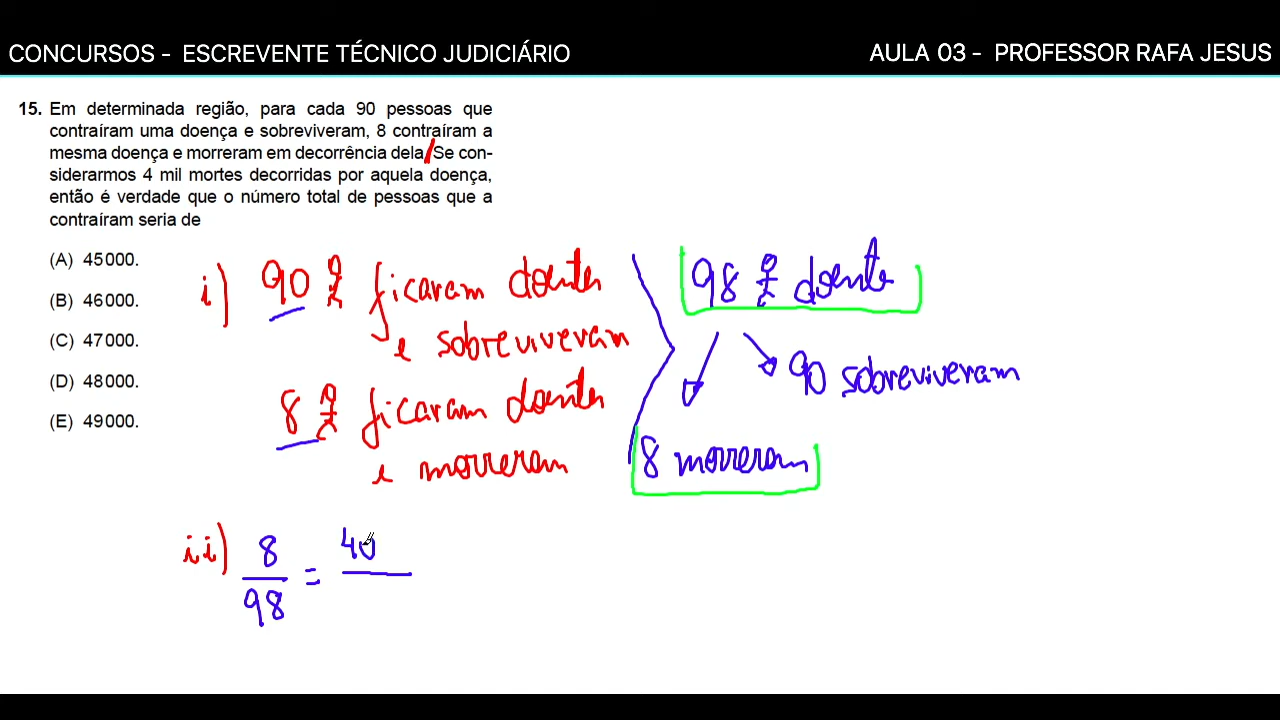 CONCURSOS - ESCREVENTE TÉCNICO JUDICIÁRIO
AULA 03 - PROFESSOR RAFA JESUS
15. Em determinada região, para cada 90 pessoas que
contraíram uma doença e sobreviveram, 8 contraíram a
mesma doença e morreram em decorrência dela. Se con-
siderarmos 4 mil mortes decorridas por aquela doença,
então é verdade que o número total de pessoas que a
contraíram seria de
(A) 45000.
(B) 46000.
(C) 47000.
(D) 48000.
(E) 49000.
i) 90 ficaram doentes
e sobreviveram
8 ficaram doentes
e morreram
98 doente
90 sobreviveram
8 morreram
ii) 8/98 = 40